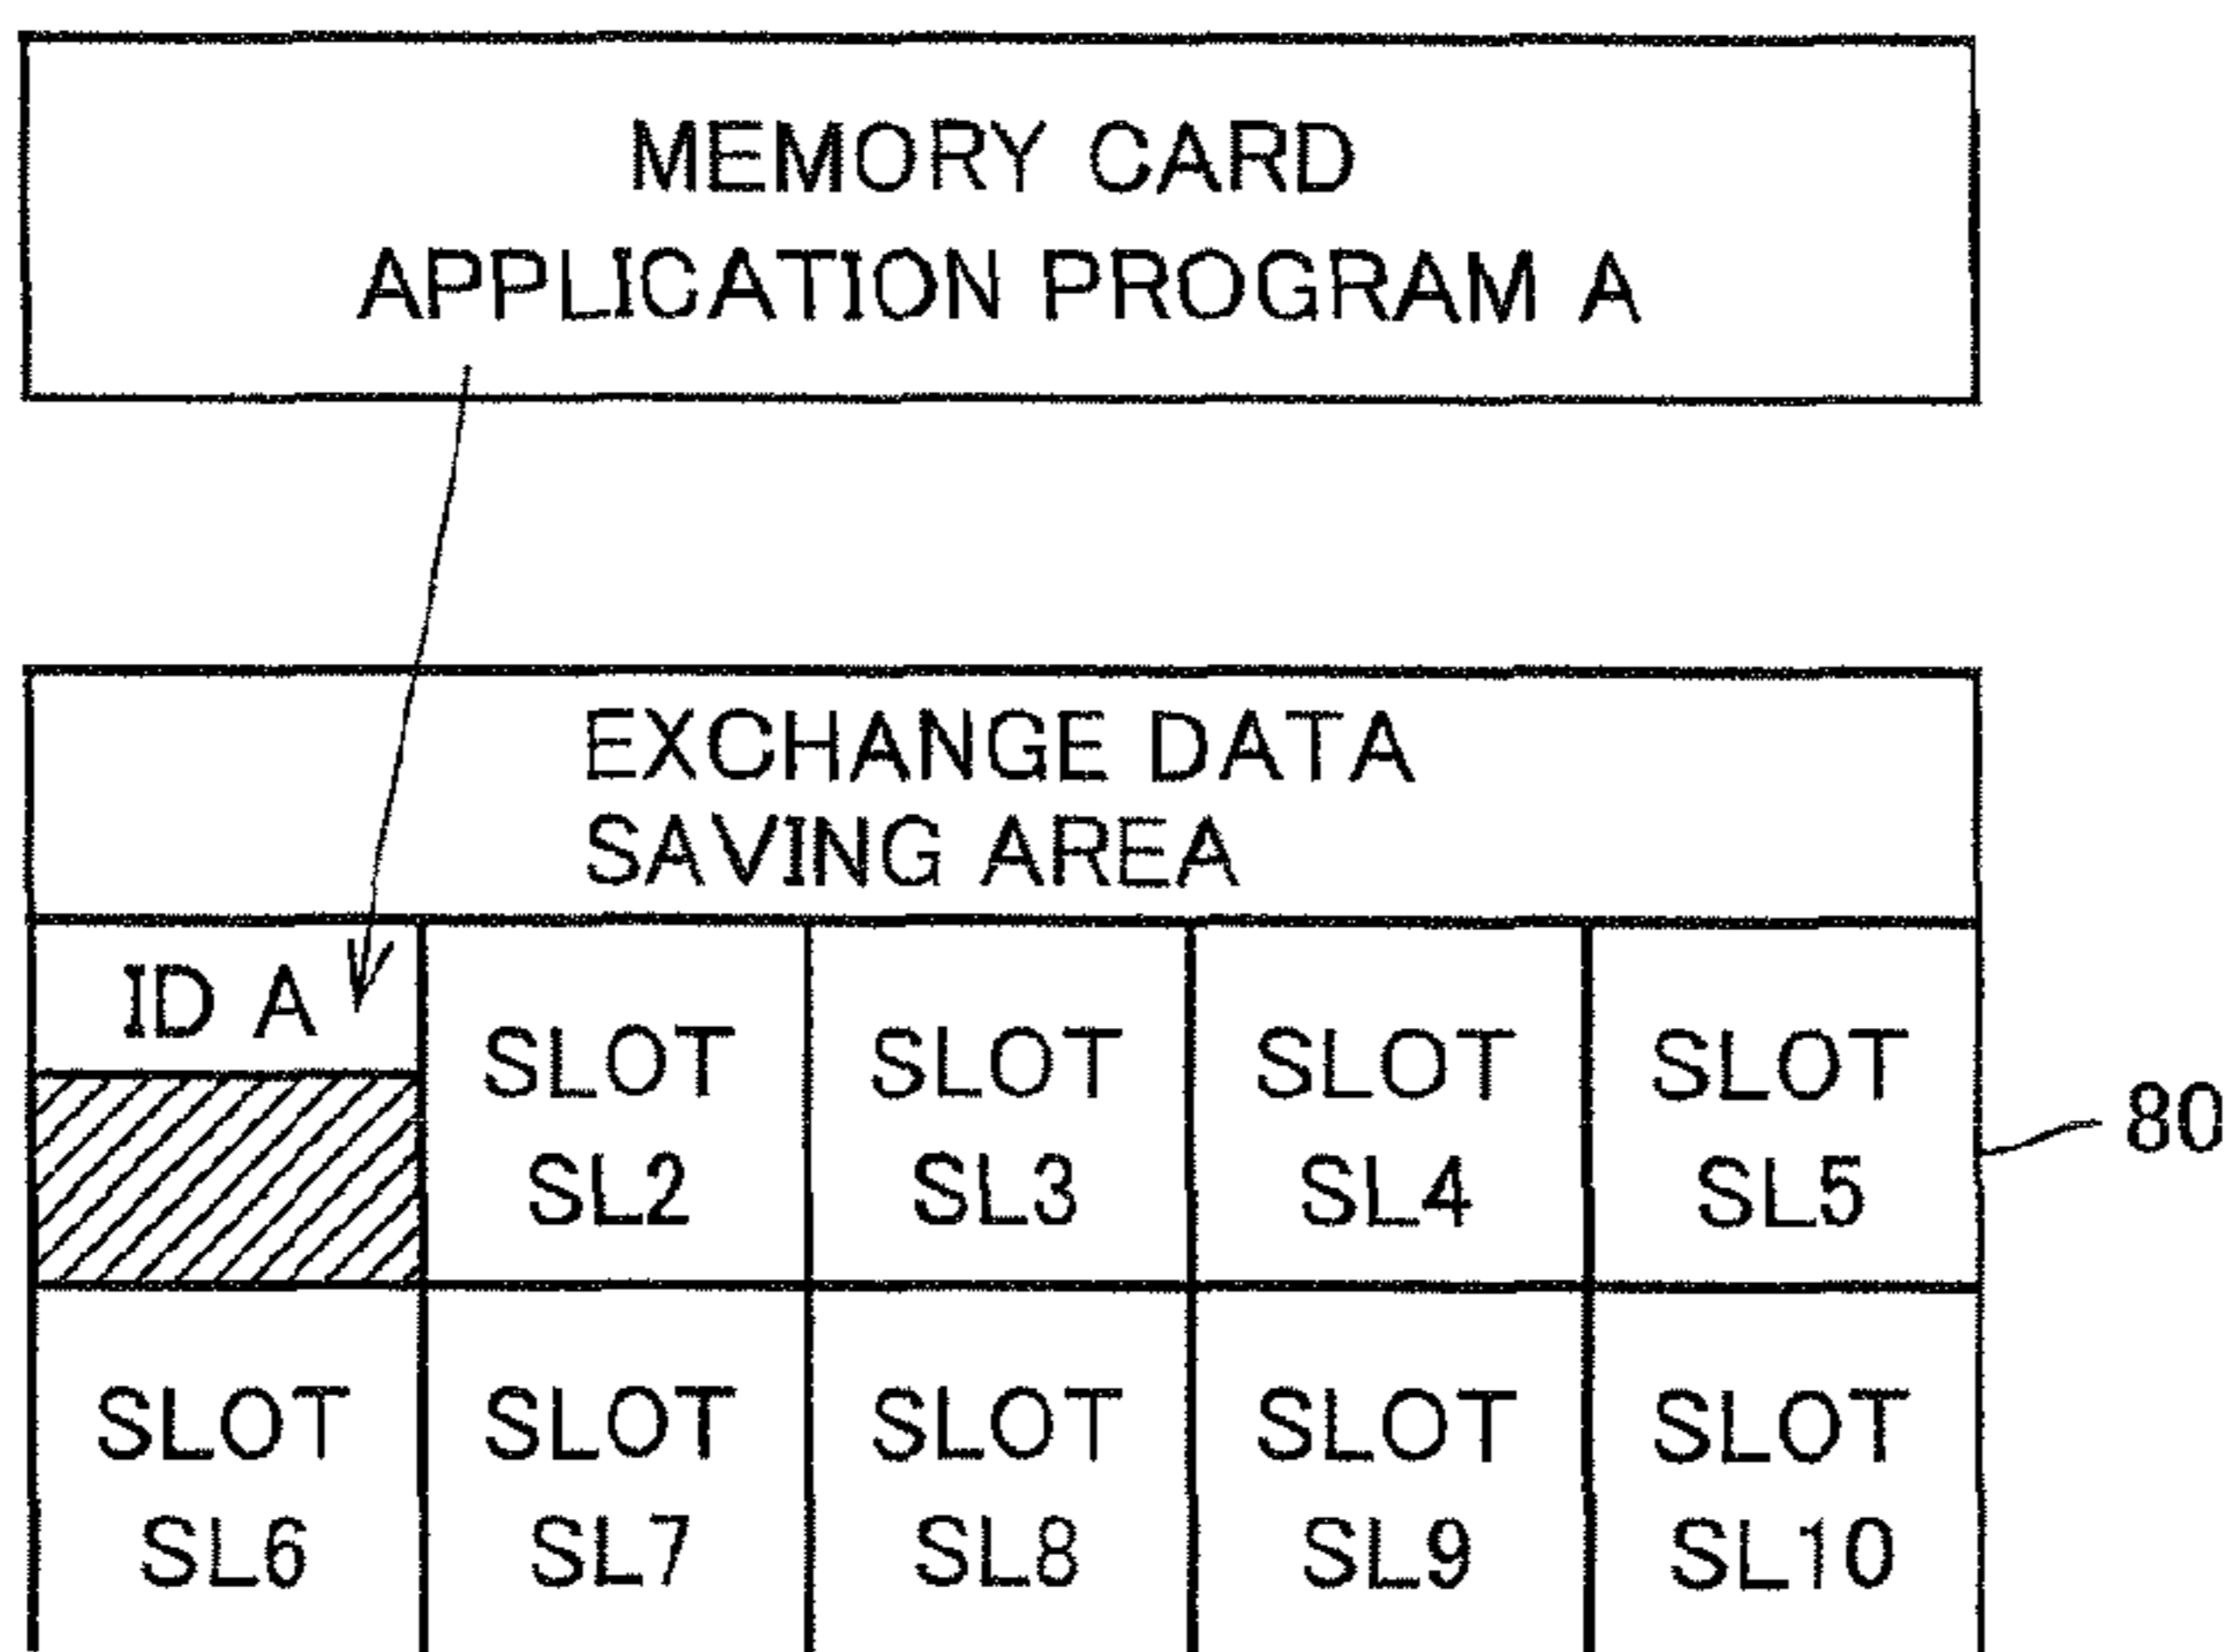 MEMORY CARD
APPLICATION PROGRAM A
EXCHANGE DATA
SAVING AREA
ID A
SLOT
SL2
SLOT
SL3
SLOT
SL4
SLOT
SL5
80
SLOT
SL6
SLOT
SL7
SLOT
SL8
SLOT
SL9
SLOT
SL10